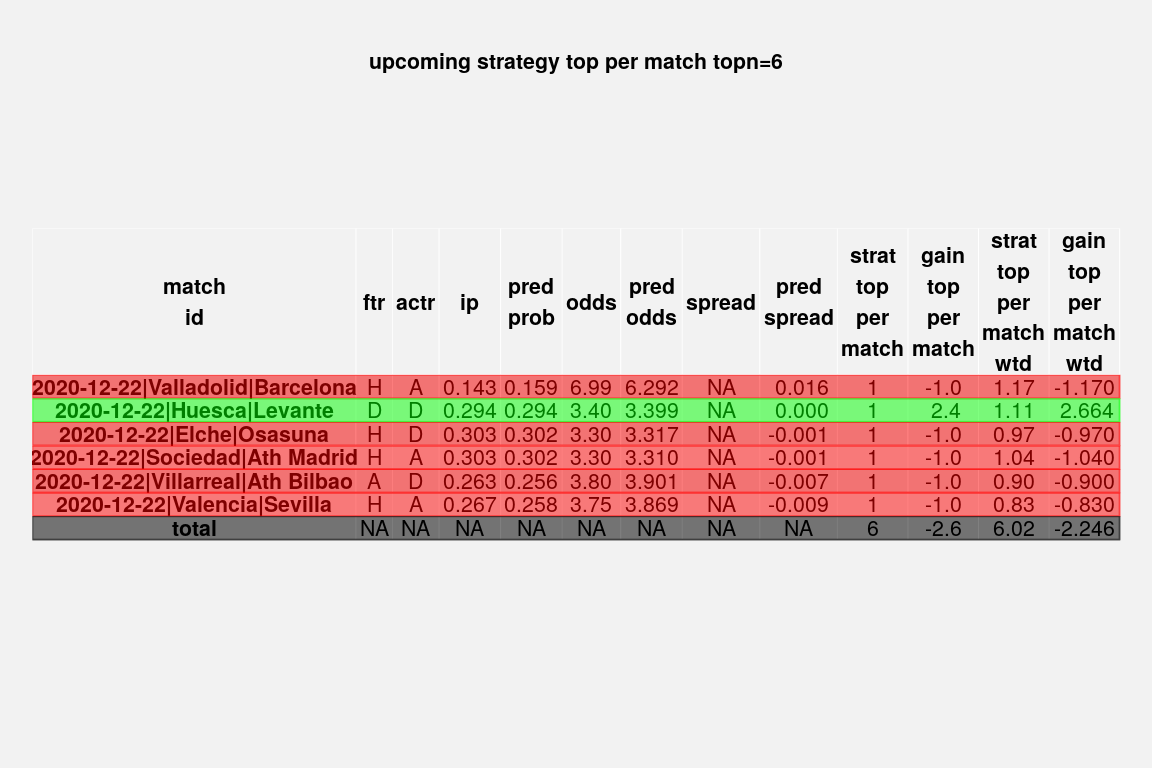 upcoming strategy top per match topn=6
match id ftr actr ip pred prob odds pred odds spread pred spread strat top per match gain top per match strat top per match wtd gain top per match wtd
2020-12-22|Valladolid|Barcelona H A 0.143 0.159 6.99 6.292 NA 0.016 1 -1.0 1.17 -1.170
2020-12-22|Huesca|Levante D D 0.294 0.294 3.40 3.399 NA 0.000 1 2.4 1.11 2.664
2020-12-22|Elche|Osasuna H D 0.303 0.302 3.30 3.317 NA -0.001 1 -1.0 0.97 -0.970
2020-12-22|Sociedad|Ath Madrid H A 0.303 0.302 3.30 3.310 NA -0.001 1 -1.0 1.04 -1.040
2020-12-22|Villarreal|Ath Bilbao A D 0.263 0.256 3.80 3.901 NA -0.007 1 -1.0 0.90 -0.900
2020-12-22|Valencia|Sevilla H A 0.267 0.258 3.75 3.869 NA -0.009 1 -1.0 0.83 -0.830
total NA NA NA NA NA NA NA NA 6 -2.6 6.02 -2.246